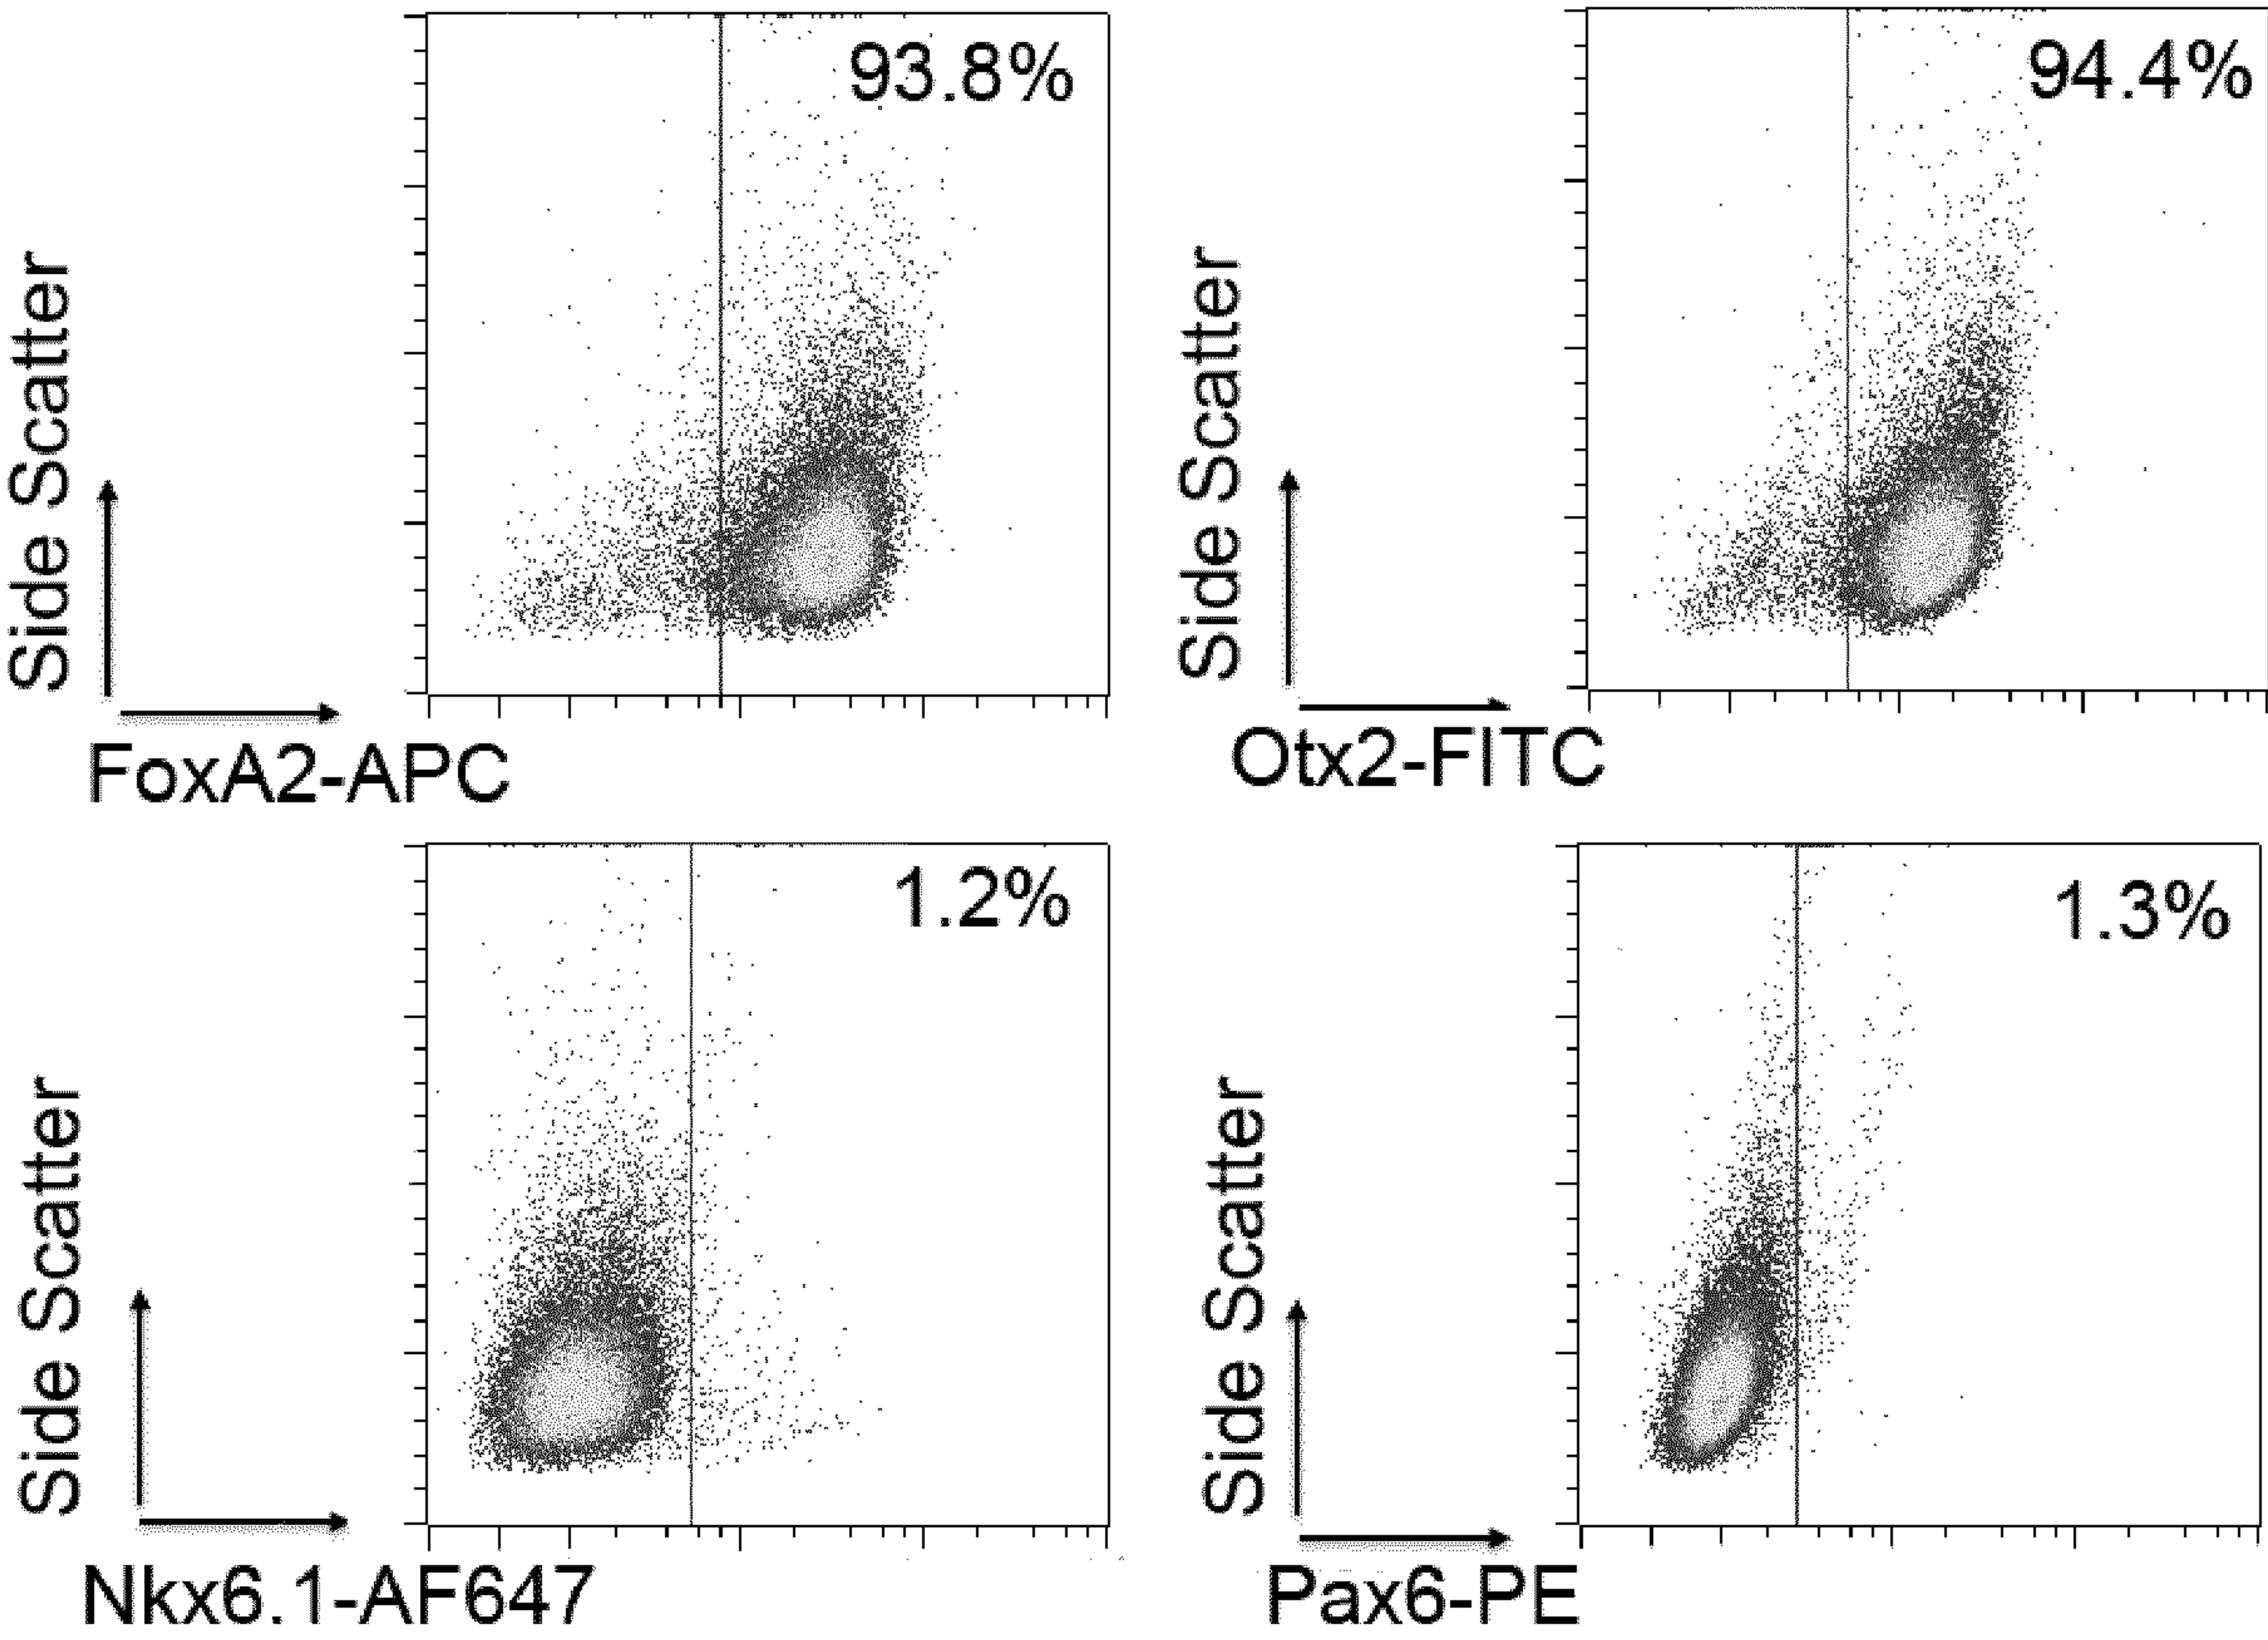 93.8%
Side Scatter
FoxA2-APC
94.4%
Side Scatter
Otx2-FITC
1.2%
Side Scatter
Nkx6.1-AF647
1.3%
Side Scatter
Pax6-PE